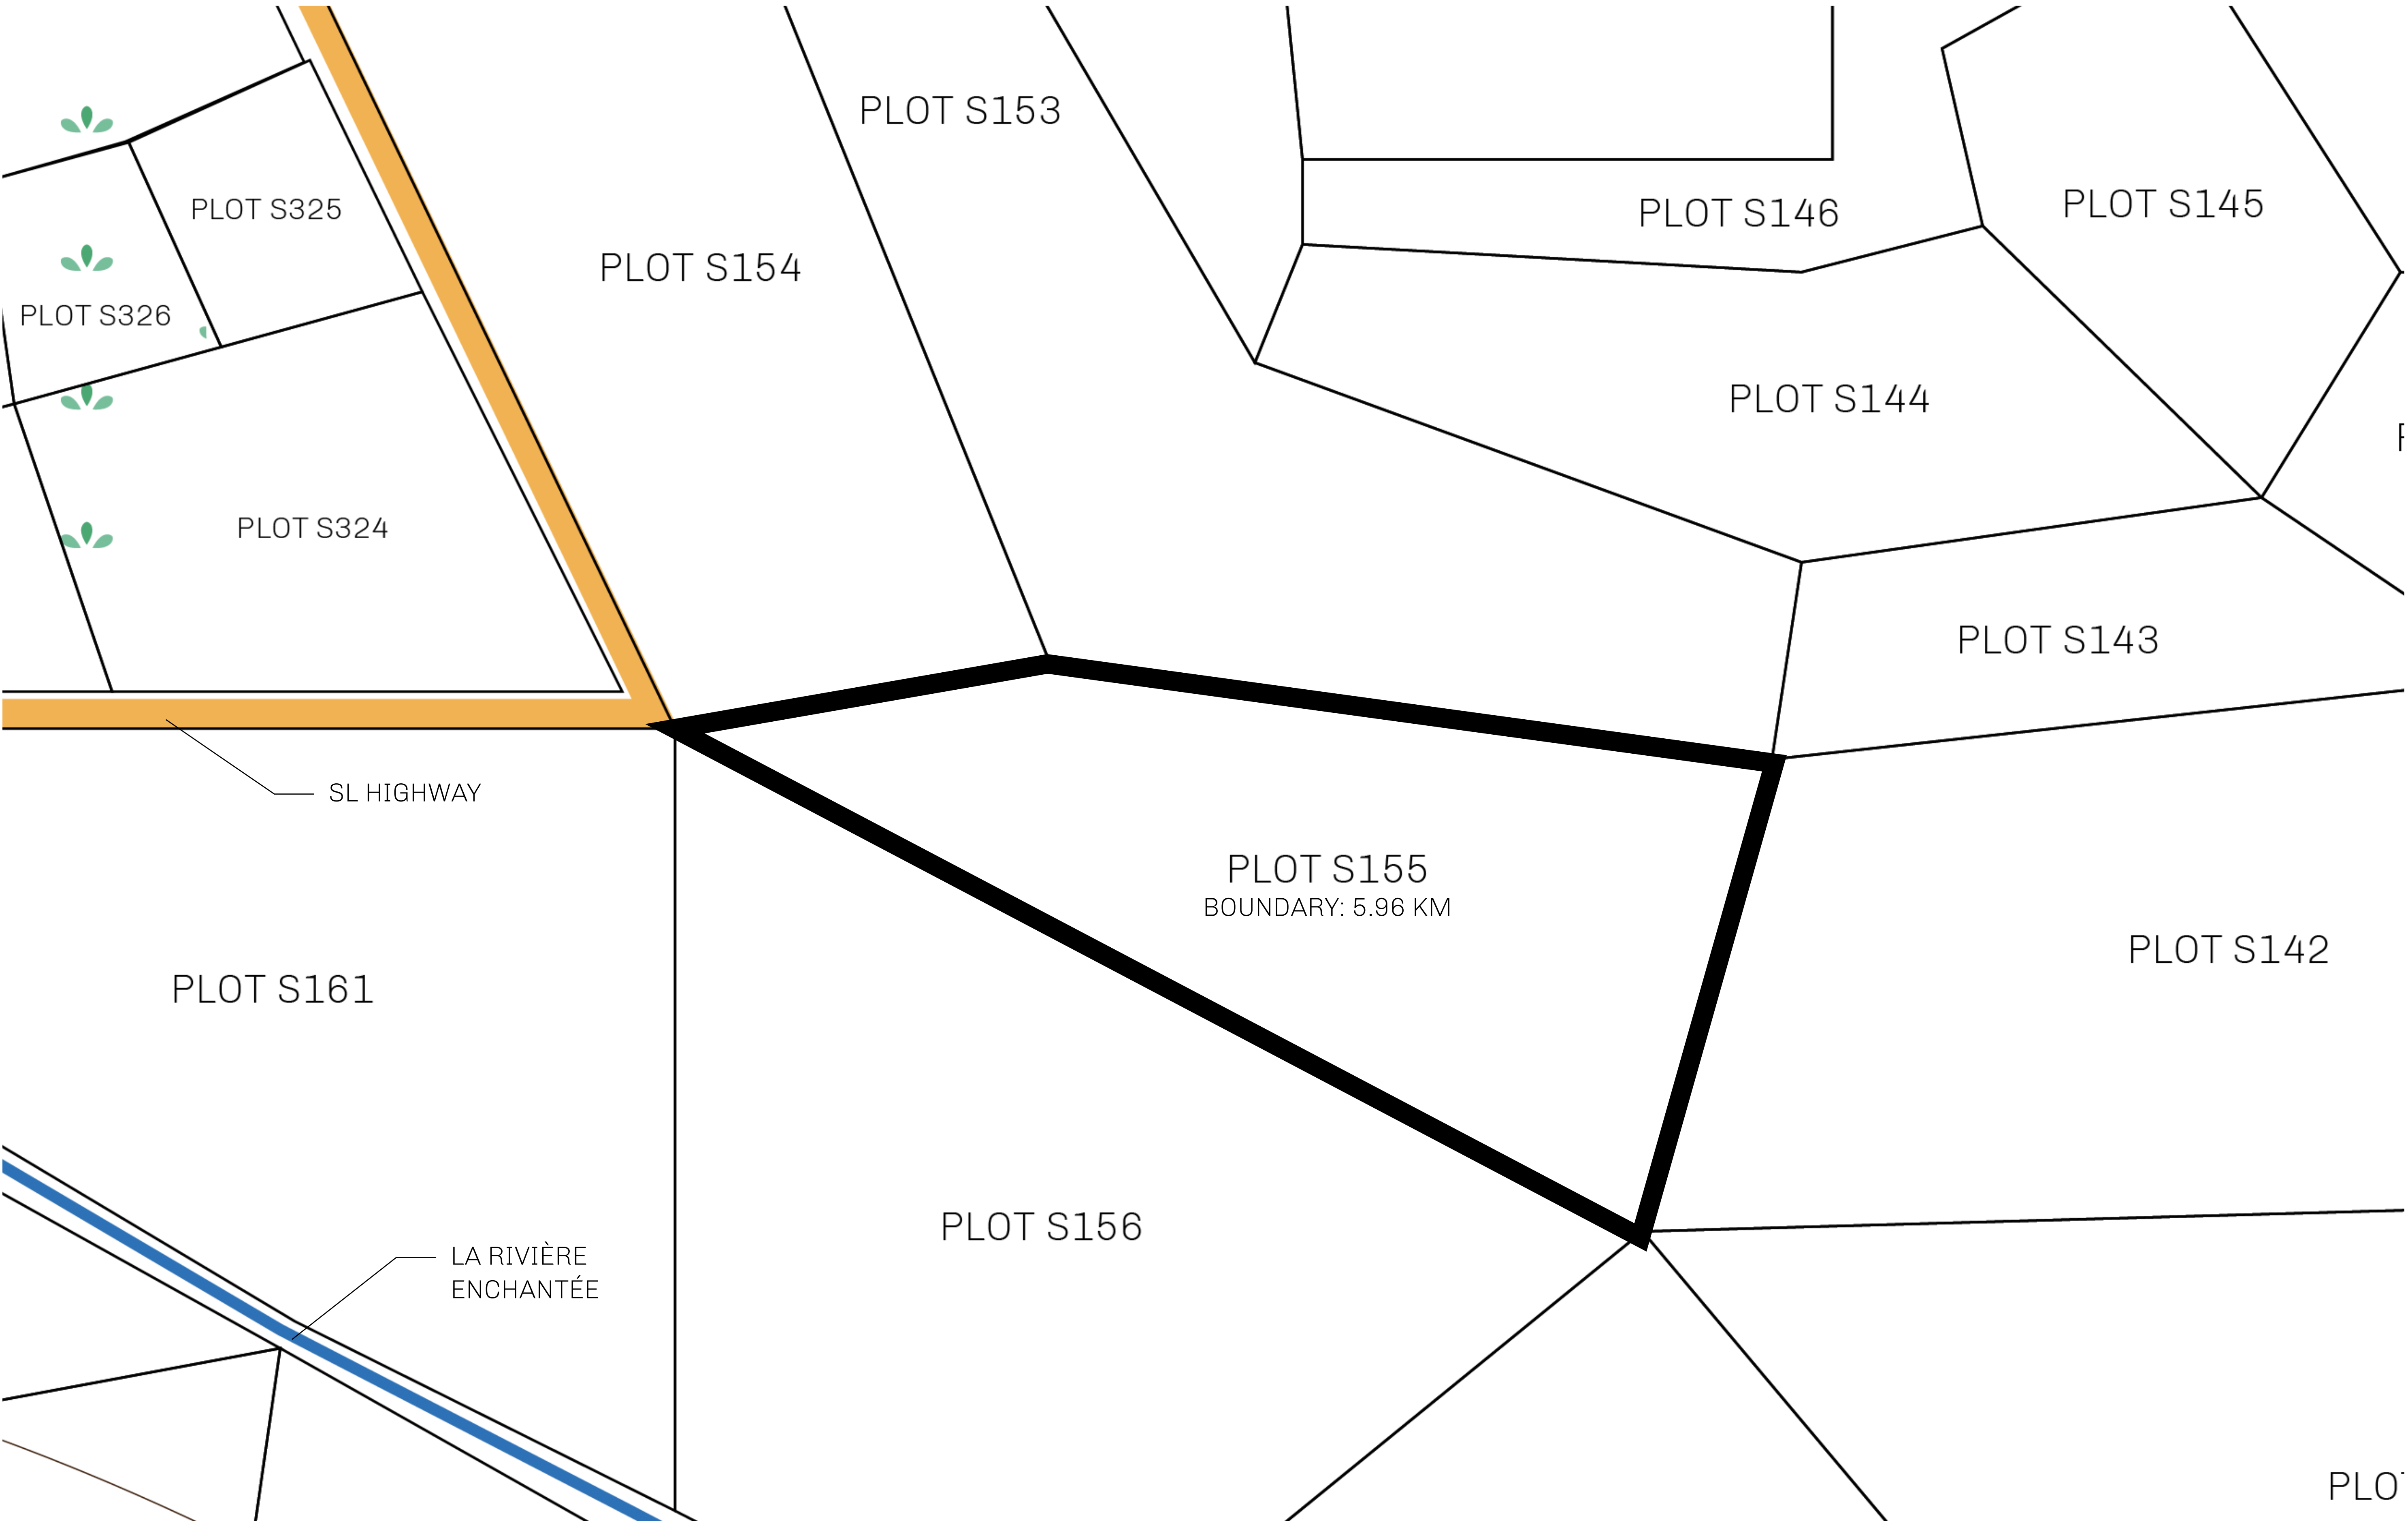 PLOT S153
PLOT S325
PLOT S146
PLOT S145
PLOT S154
PLOT S326
PLOT S144
PLOT S324
PLOT S143
SL HIGHWAY
PLOT S155
BOUNDARY: 5.96 KM
PLOT S142
PLOT S161
PLOT S156
LA RIVIÈRE
ENCHANTÉE
PLO